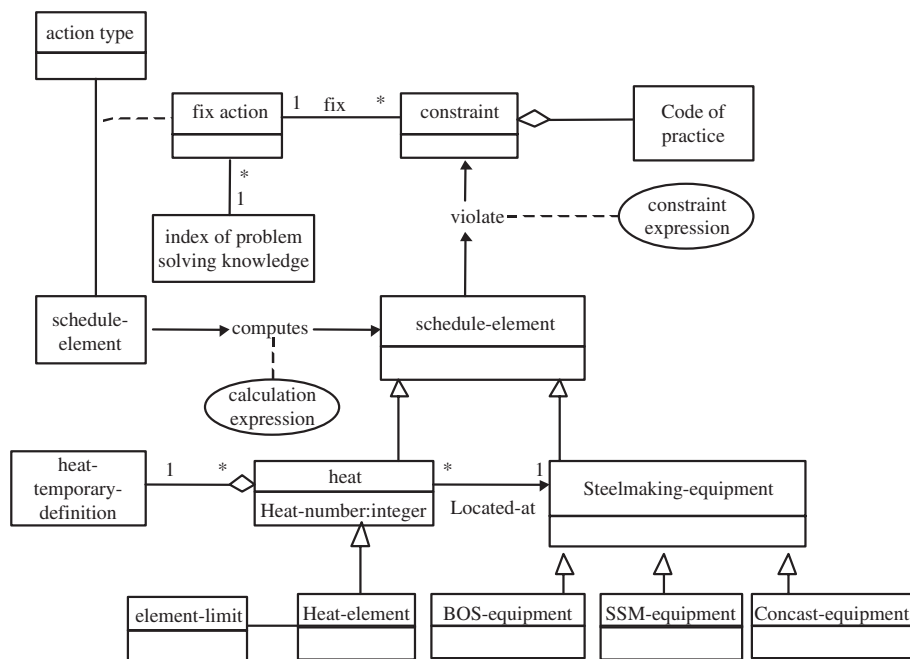 action type
fix action
1
fix
*
constraint
Code of
practice
*
1
violate
constraint
expression
index of problem
solving knowledge
schedule-
element
computes
schedule-element
calculation
expression
heat-
temporary-
definition
1
*
heat
Heat-number:integer
*
1
Located-at
Steelmaking-equipment
element-limit
Heat-element
BOS-equipment
SSM-equipment
Concast-equipment